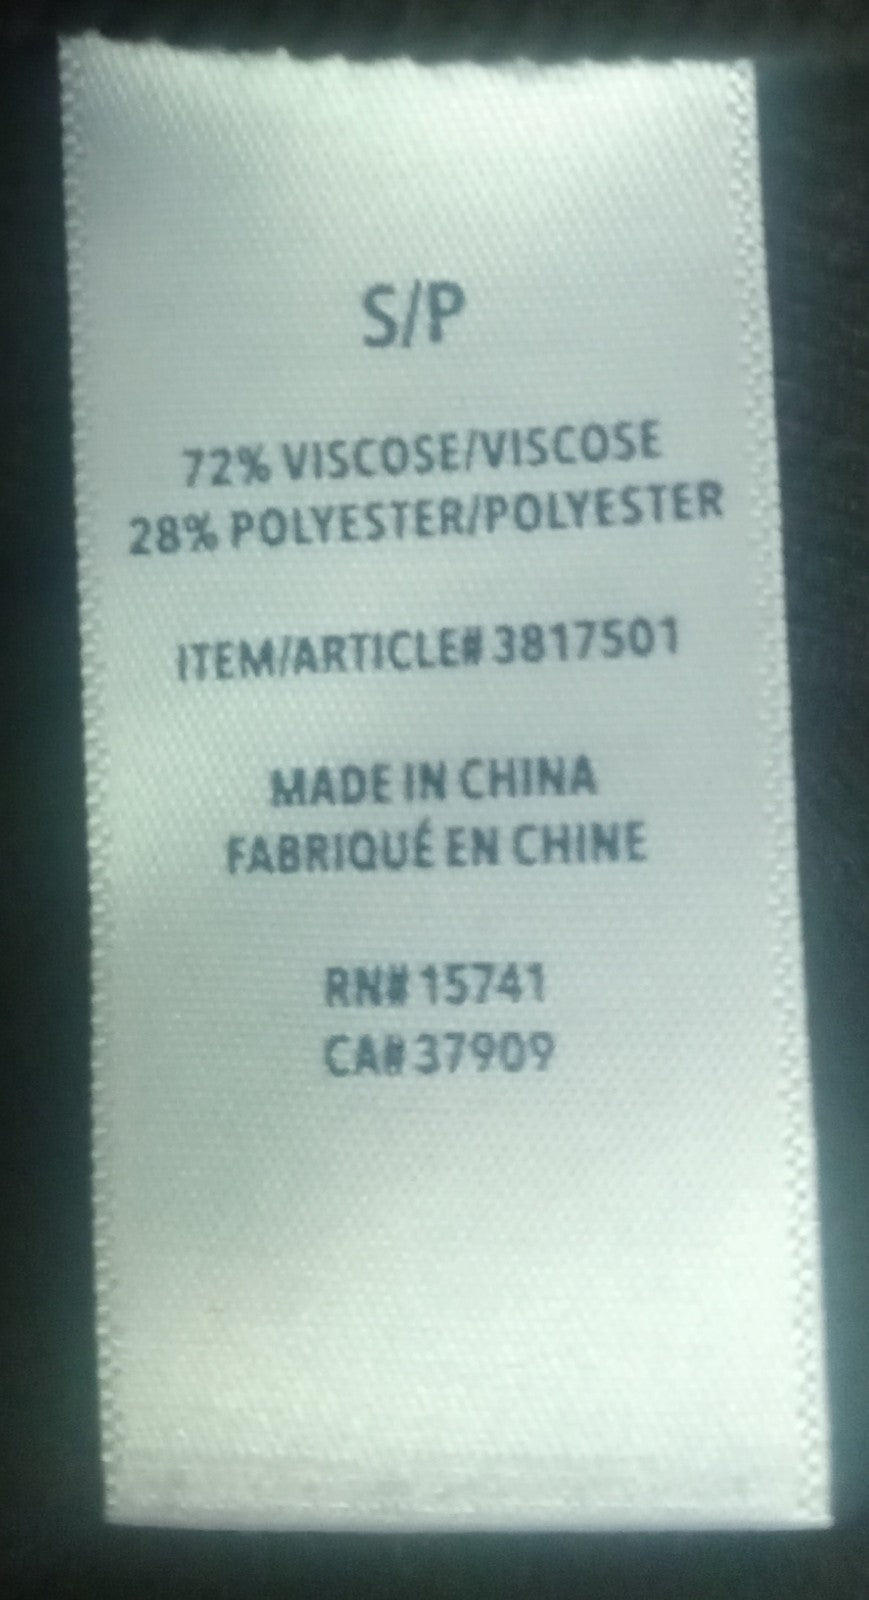 S/P
72% VISCOSE/VISCOSE
28% POLYESTER/POLYESTER
ITEM/ARTICLE# 3817501
MADE IN CHINA
FABRIQUÉ EN CHINE
RN# 15741
CA# 37909